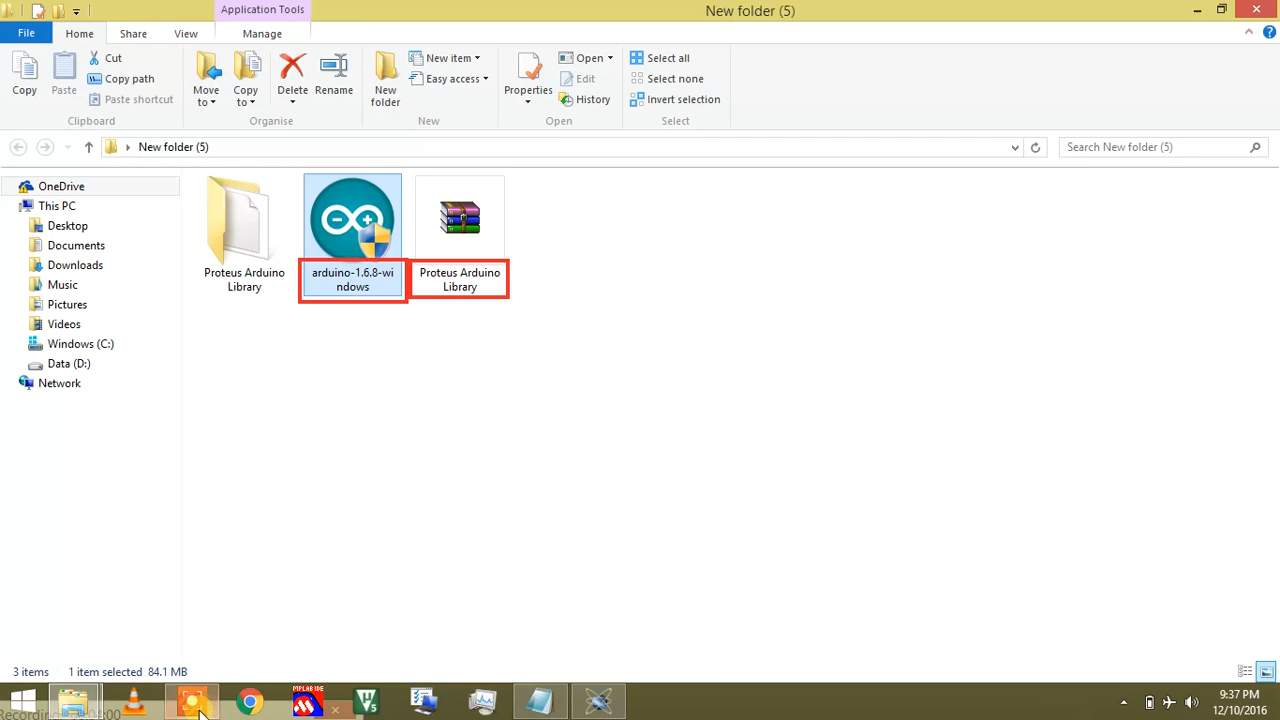 Application Tools
New folder (5)
File
Home
Share
View
Manage
Copy
Paste
Cut
Copy path
Paste shortcut
Clipboard
Move
to
Copy
to
Delete
Rename
Organise
New
folder
New item
Easy access
New
Properties
Open
Edit
History
Open
Select all
Select none
Invert selection
Select
New folder (5)
Search New folder (5)
OneDrive
This PC
Desktop
Documents
Downloads
Music
Pictures
Videos
Windows (C:)
Data (D:)
Network
Proteus Arduino
Library
arduino-1.6.8-wi
ndows
Proteus Arduino
Library
3 items
1 item selected 84.1 MB
MPLAB IDE
9:37 PM
12/10/2016